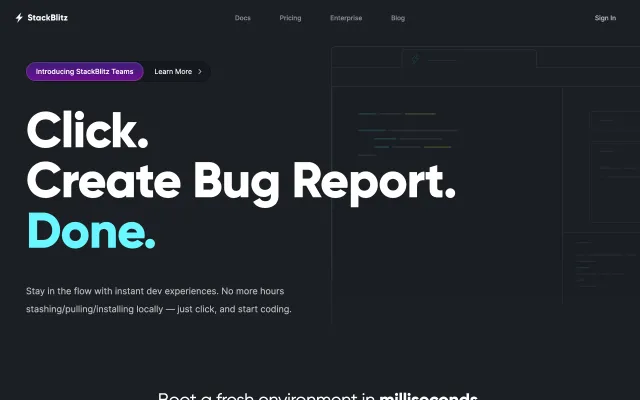 StackBlitz
Docs
Pricing
Enterprise
Blog
Sign In
Introducing StackBlitz Teams
Learn More
Click.
Create Bug Report.
Done.
Stay in the flow with instant dev experiences. No more hours
stashing/pulling/installing locally — just click, and start coding.
Boot a fresh environment in milliseconds.